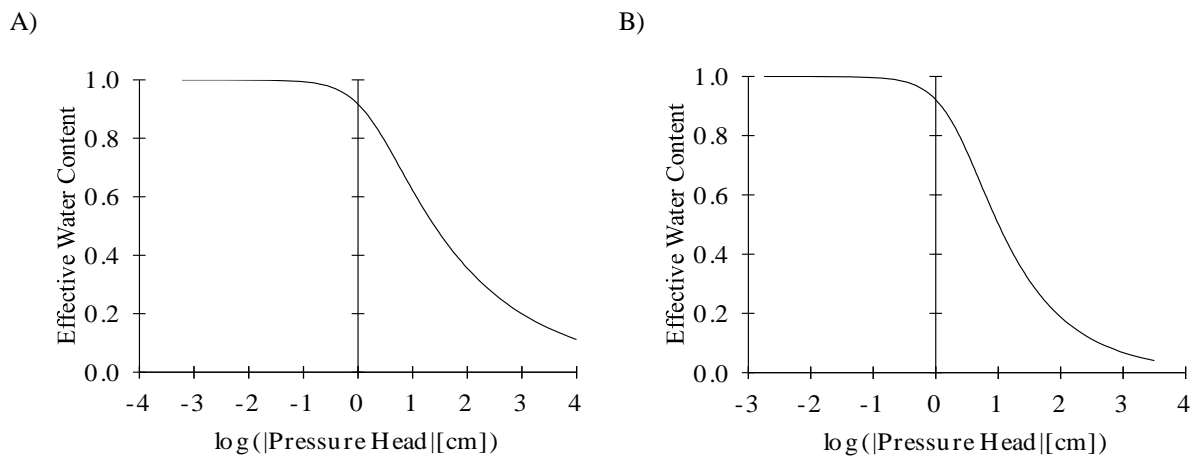 A)
Effective Water Content
1.0
0.8
0.6
0.4
0.2
0.0
-4 -3 -2 -1 0 1 2 3 4
log(|Pressure Head|[cm])
B)
Effective Water Content
1.0
0.8
0.6
0.4
0.2
0.0
-3 -2 -1 0 1 2 3 4
log(|Pressure Head|[cm])